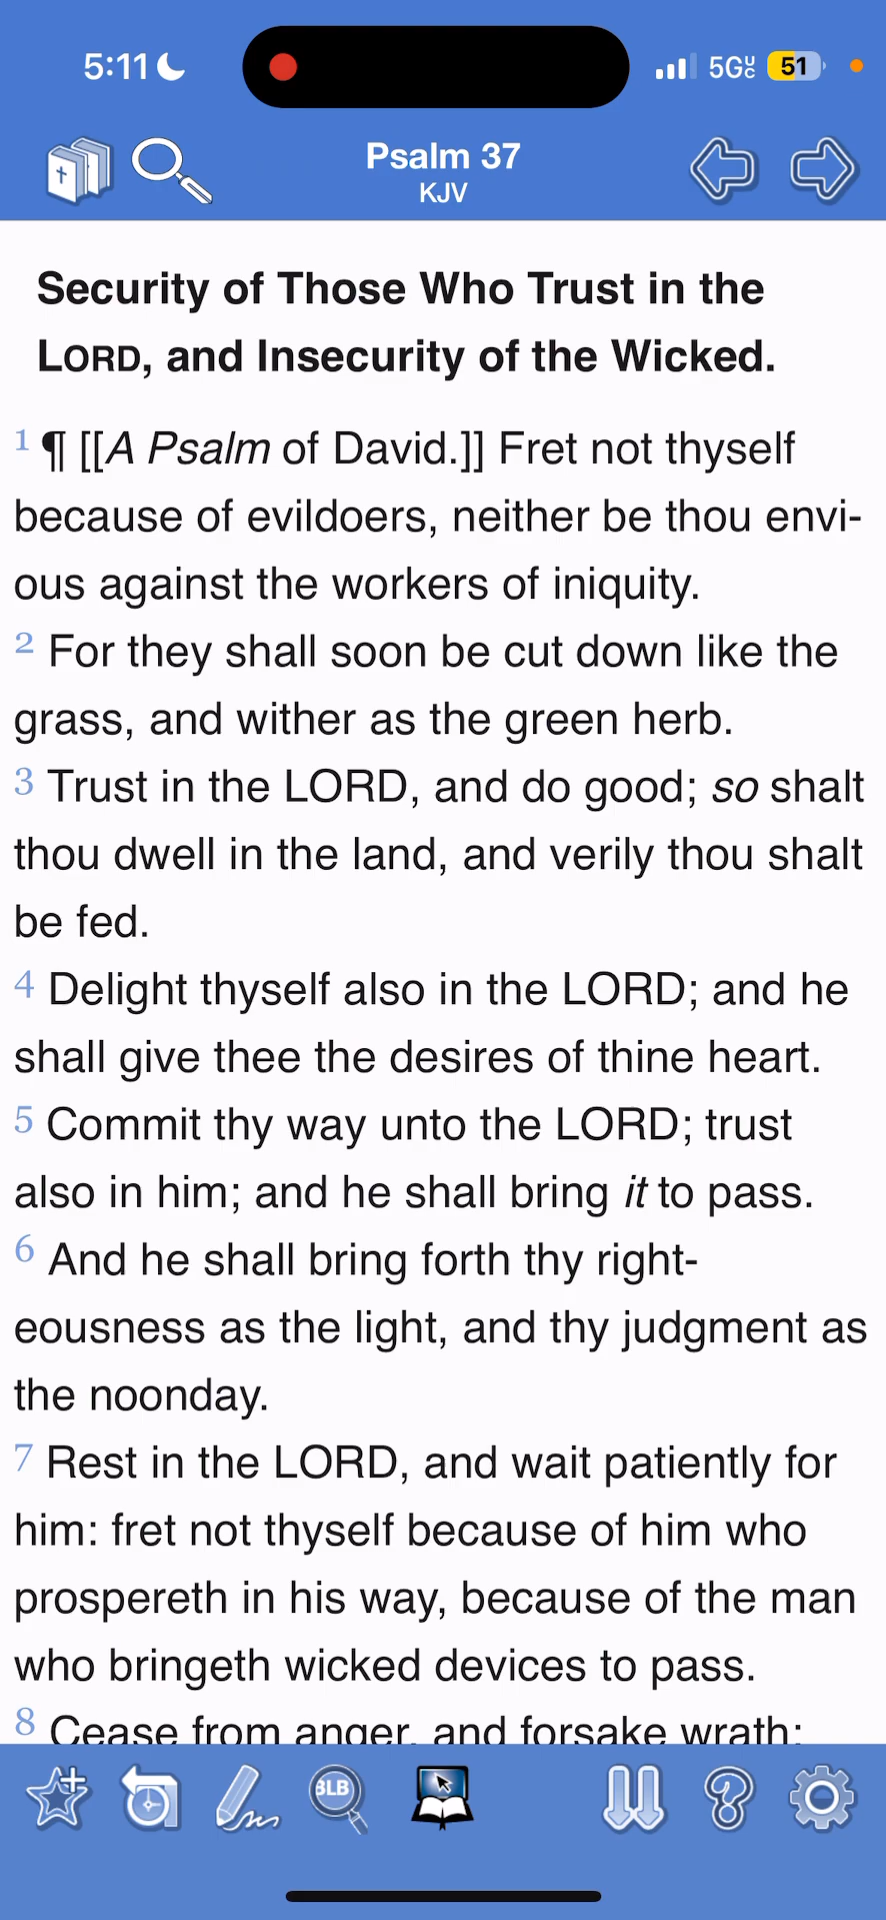 5:11
5G
51
Psalm 37
KJV
Security of Those Who Trust in the
LORD, and Insecurity of the Wicked.
1 ¶ [[A Psalm of David.]] Fret not thyself
because of evildoers, neither be thou envi-
ous against the workers of iniquity.
2 For they shall soon be cut down like the
grass, and wither as the green herb.
3 Trust in the LORD, and do good; so shalt
thou dwell in the land, and verily thou shalt
be fed.
4 Delight thyself also in the LORD; and he
shall give thee the desires of thine heart.
5 Commit thy way unto the LORD; trust
also in him; and he shall bring it to pass.
6 And he shall bring forth thy right-
eousness as the light, and thy judgment as
the noonday.
7 Rest in the LORD, and wait patiently for
him: fret not thyself because of him who
prospereth in his way, because of the man
who bringeth wicked devices to pass.
8 Cease from anger, and forsake wrath:
BLB